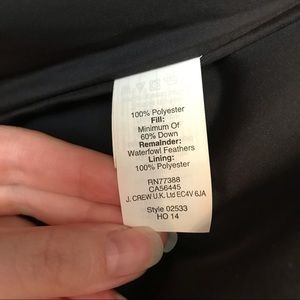 100% Polyester
Fill:
Minimum Of
60% Down
Remainder:
Waterfowl Feathers
Lining:
100% Polyester
RN77388
CA56445
J. CREW U.K. Ltd EC4V 6JA
Style 02533
HO 14